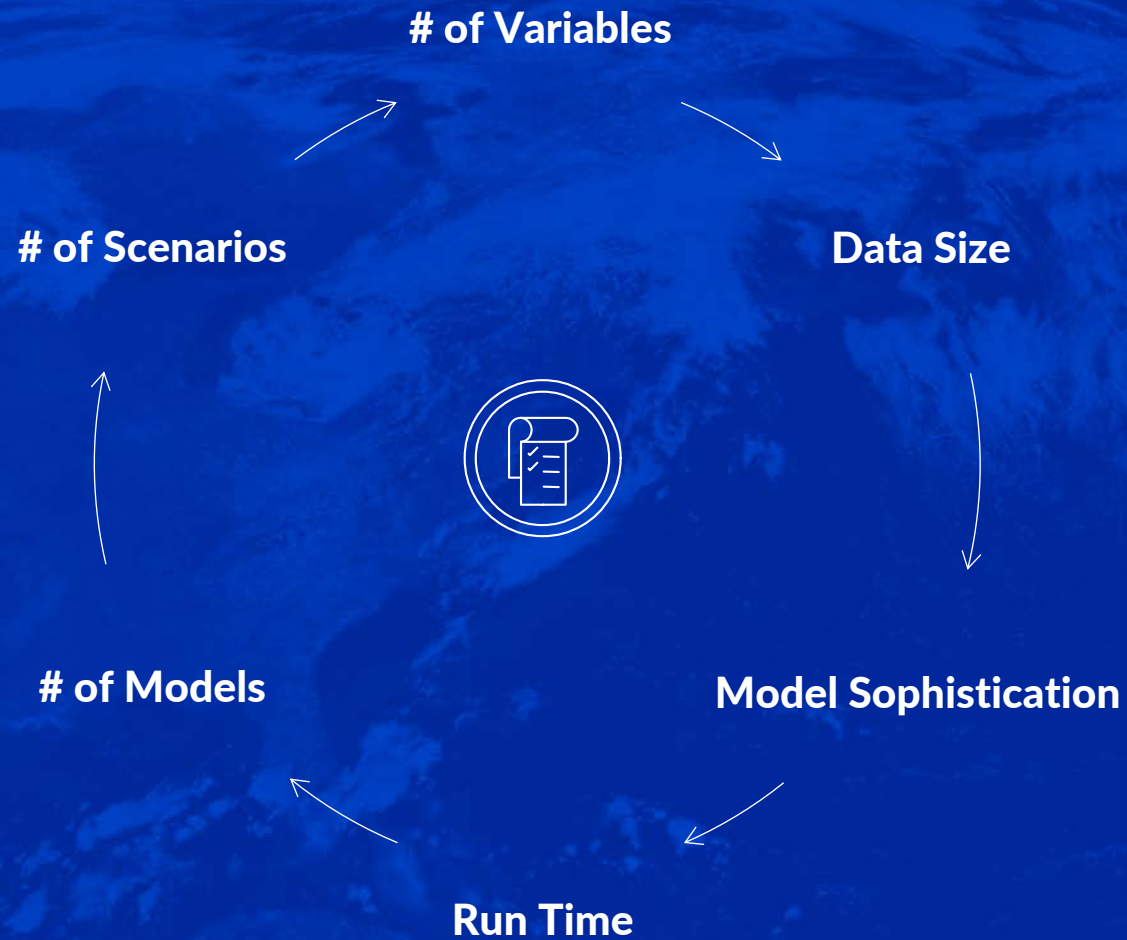 # of Variables
# of Scenarios
Data Size
# of Models
Model Sophistication
Run Time